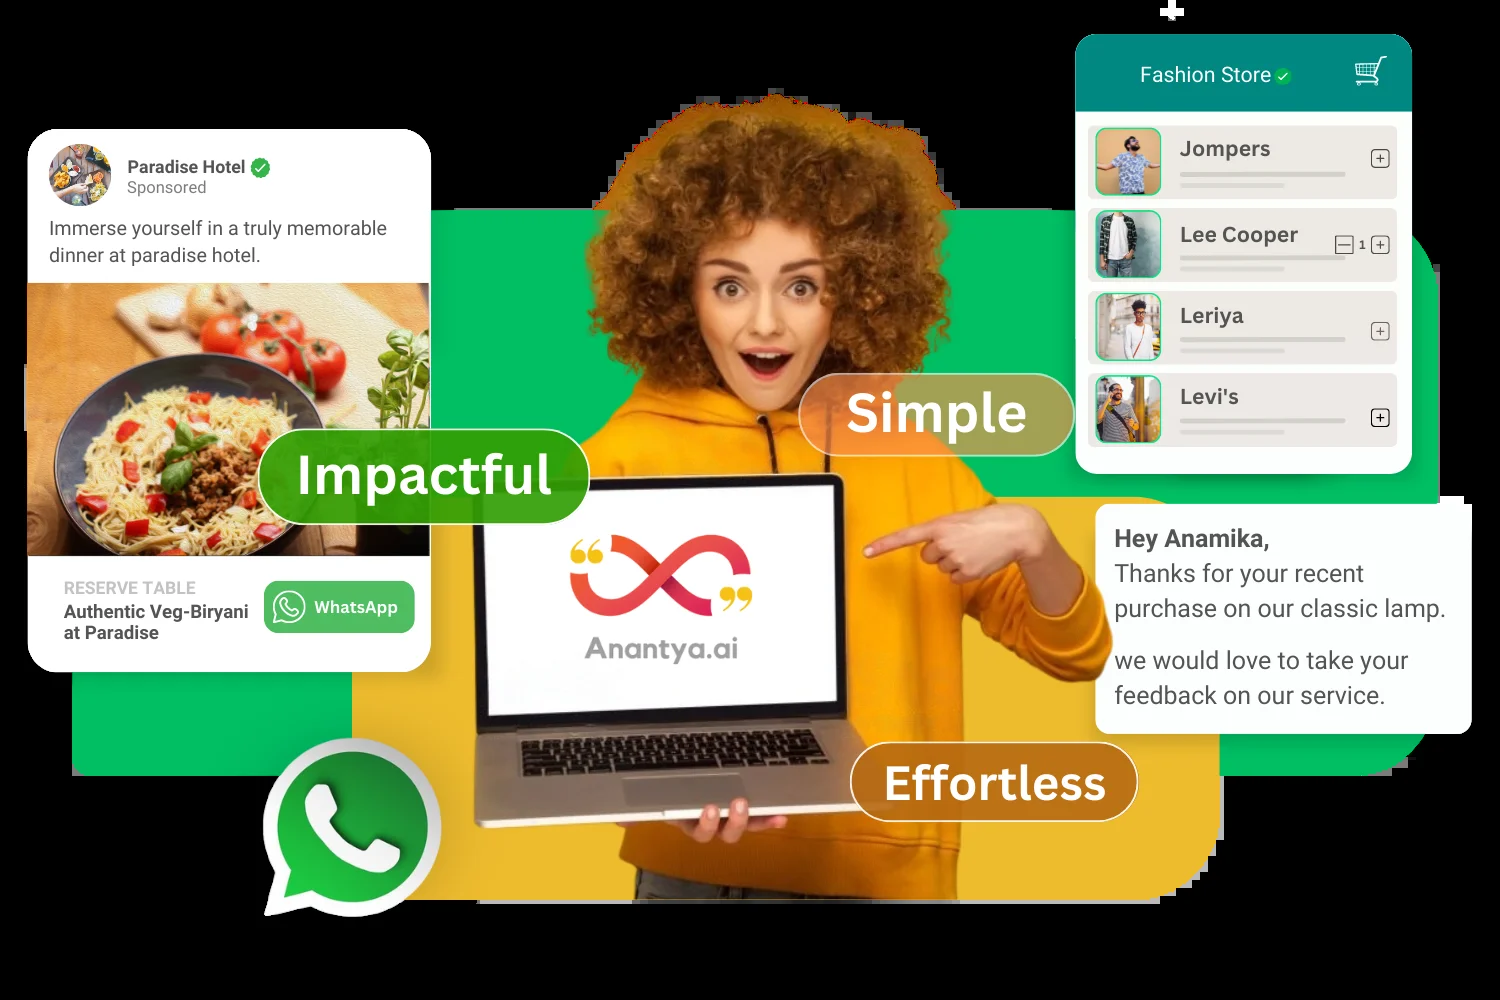 Paradise Hotel
Sponsored
Immerse yourself in a truly memorable
dinner at paradise hotel.
RESERVE TABLE
Authentic Veg-Biryani
at Paradise
WhatsApp
Impactful
Simple
“
”
Anantya.ai
Effortless
Fashion Store
Jompers
Lee Cooper
1
Leriya
Levi's
Hey Anamika,
Thanks for your recent
purchase on our classic lamp.
we would love to take your
feedback on our service.